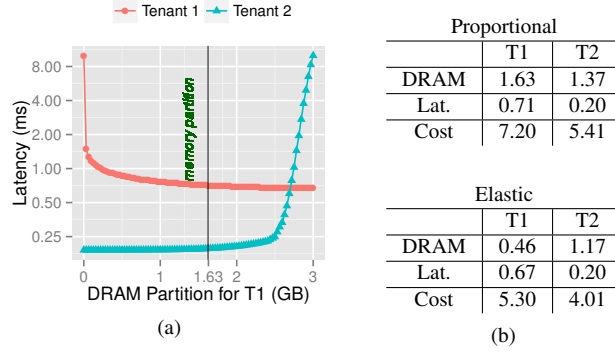 Tenant 1 Tenant 2
8.00
4.00
2.00
1.00
0.50
0.25
Latency (ms)
memory partition
0 1 1.63 2 3
DRAM Partition for T1 (GB)
(a)
Proportional
T1 T2
DRAM 1.63 1.37
Lat. 0.71 0.20
Cost 7.20 5.41
Elastic
T1 T2
DRAM 0.46 1.17
Lat. 0.67 0.20
Cost 5.30 4.01
(b)